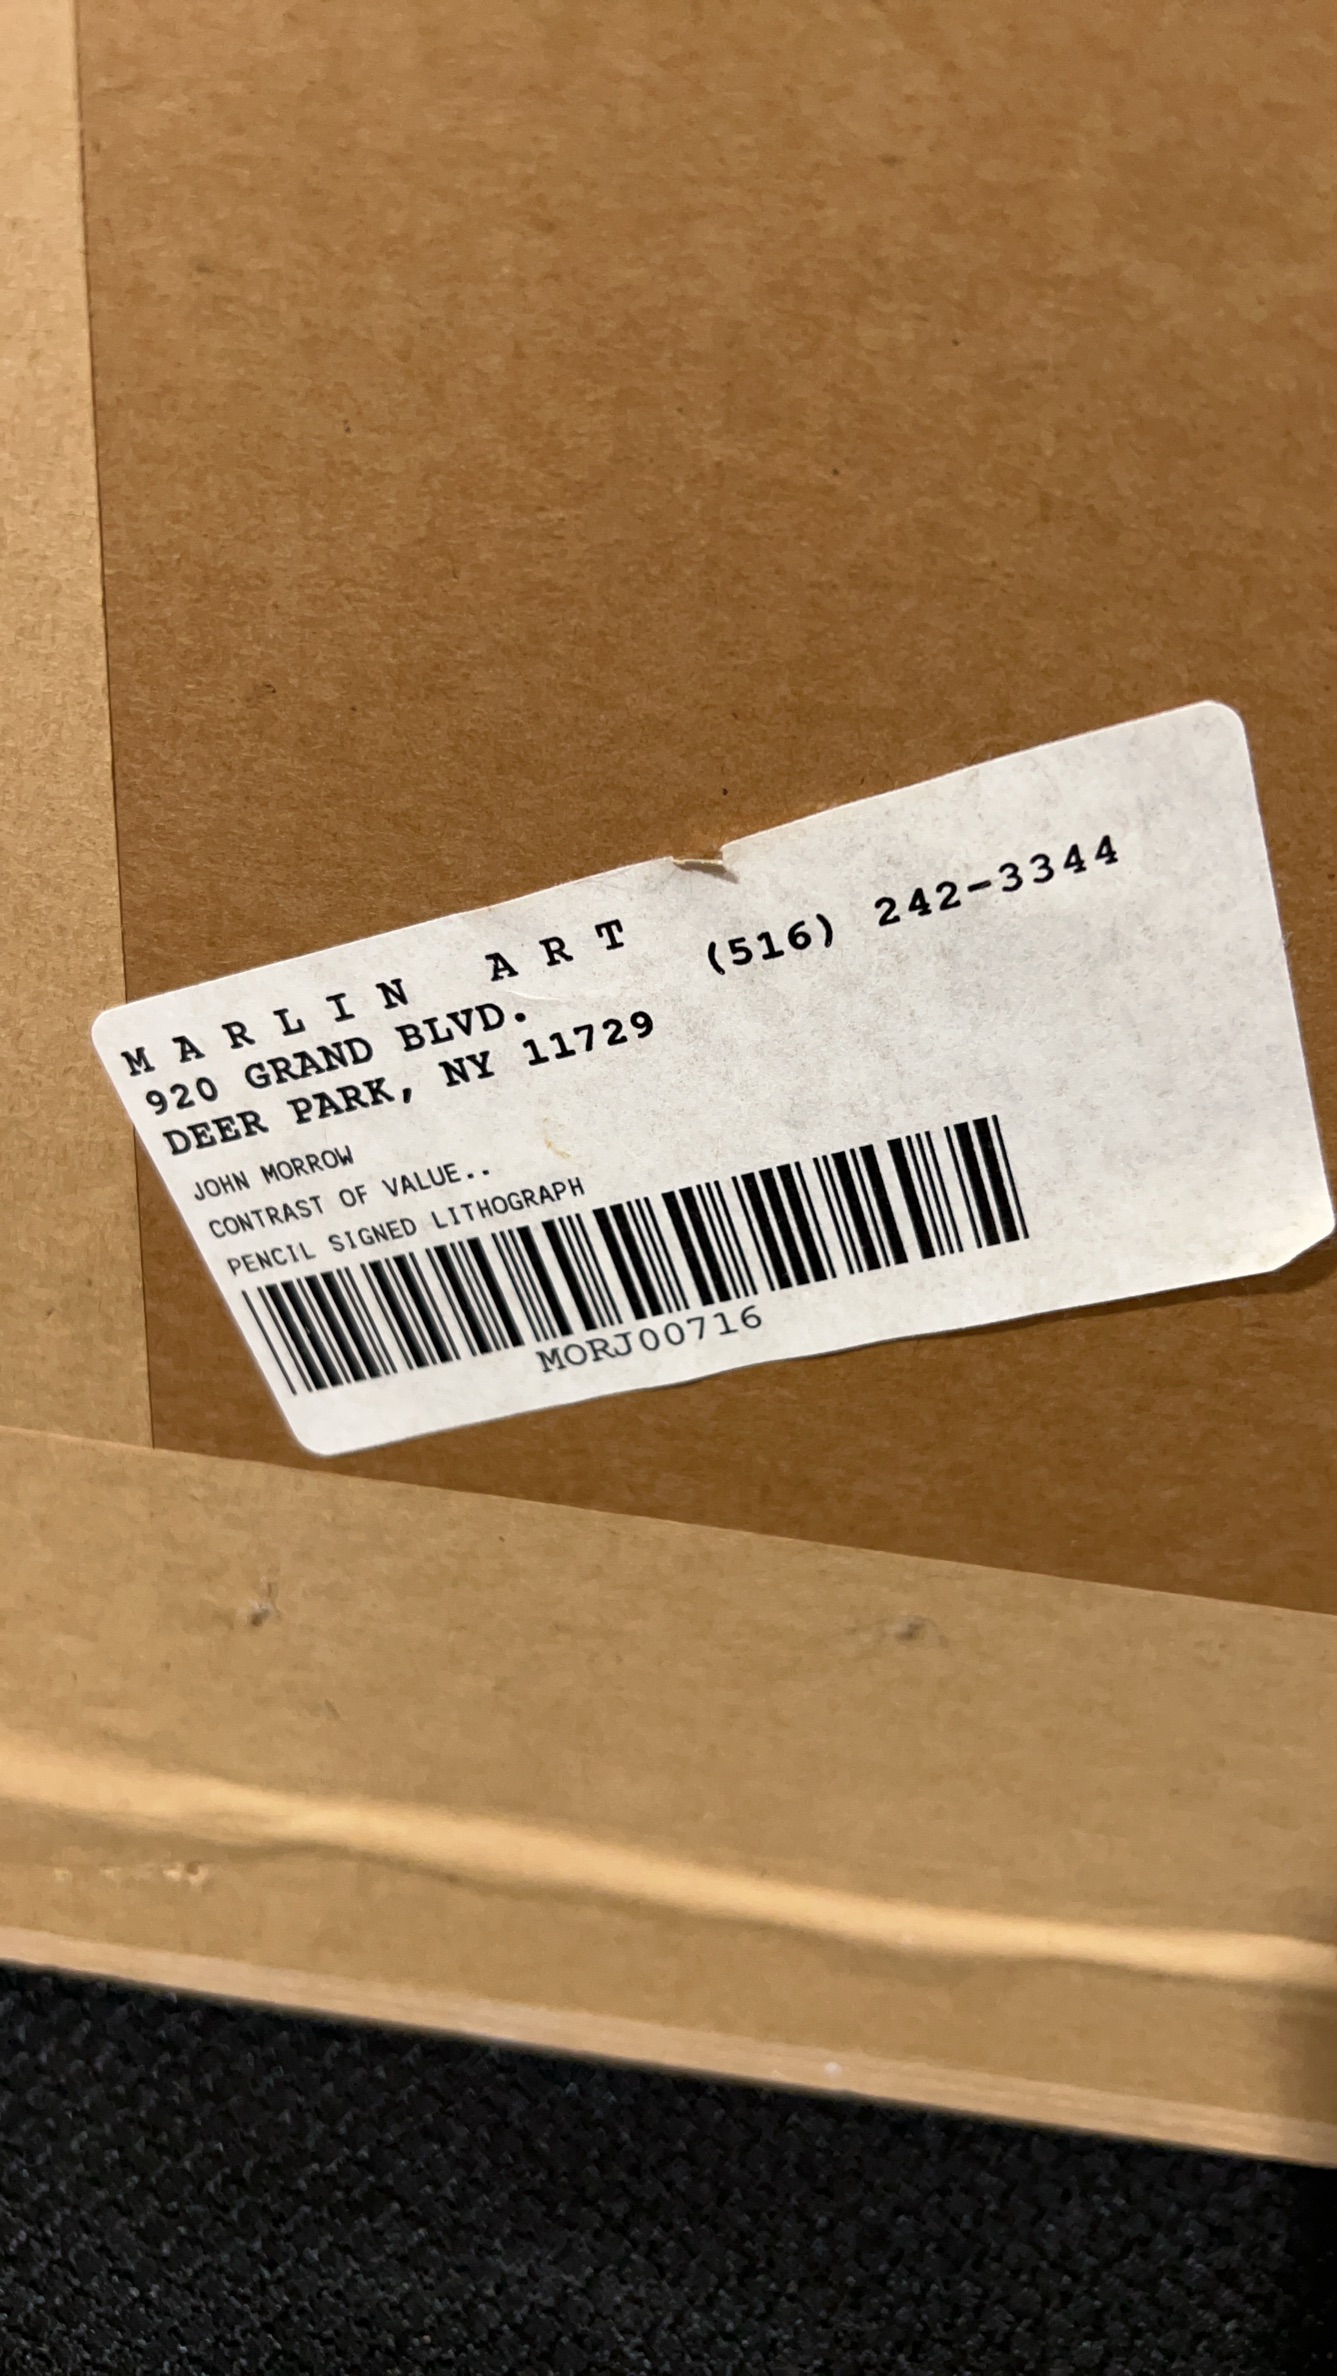 M A R L I N   A R T   (516) 242-3344
920 GRAND BLVD.
DEER PARK, NY 11729
JOHN MORROW
CONTRAST OF VALUE..
PENCIL SIGNED LITHOGRAPH
MORJ00716